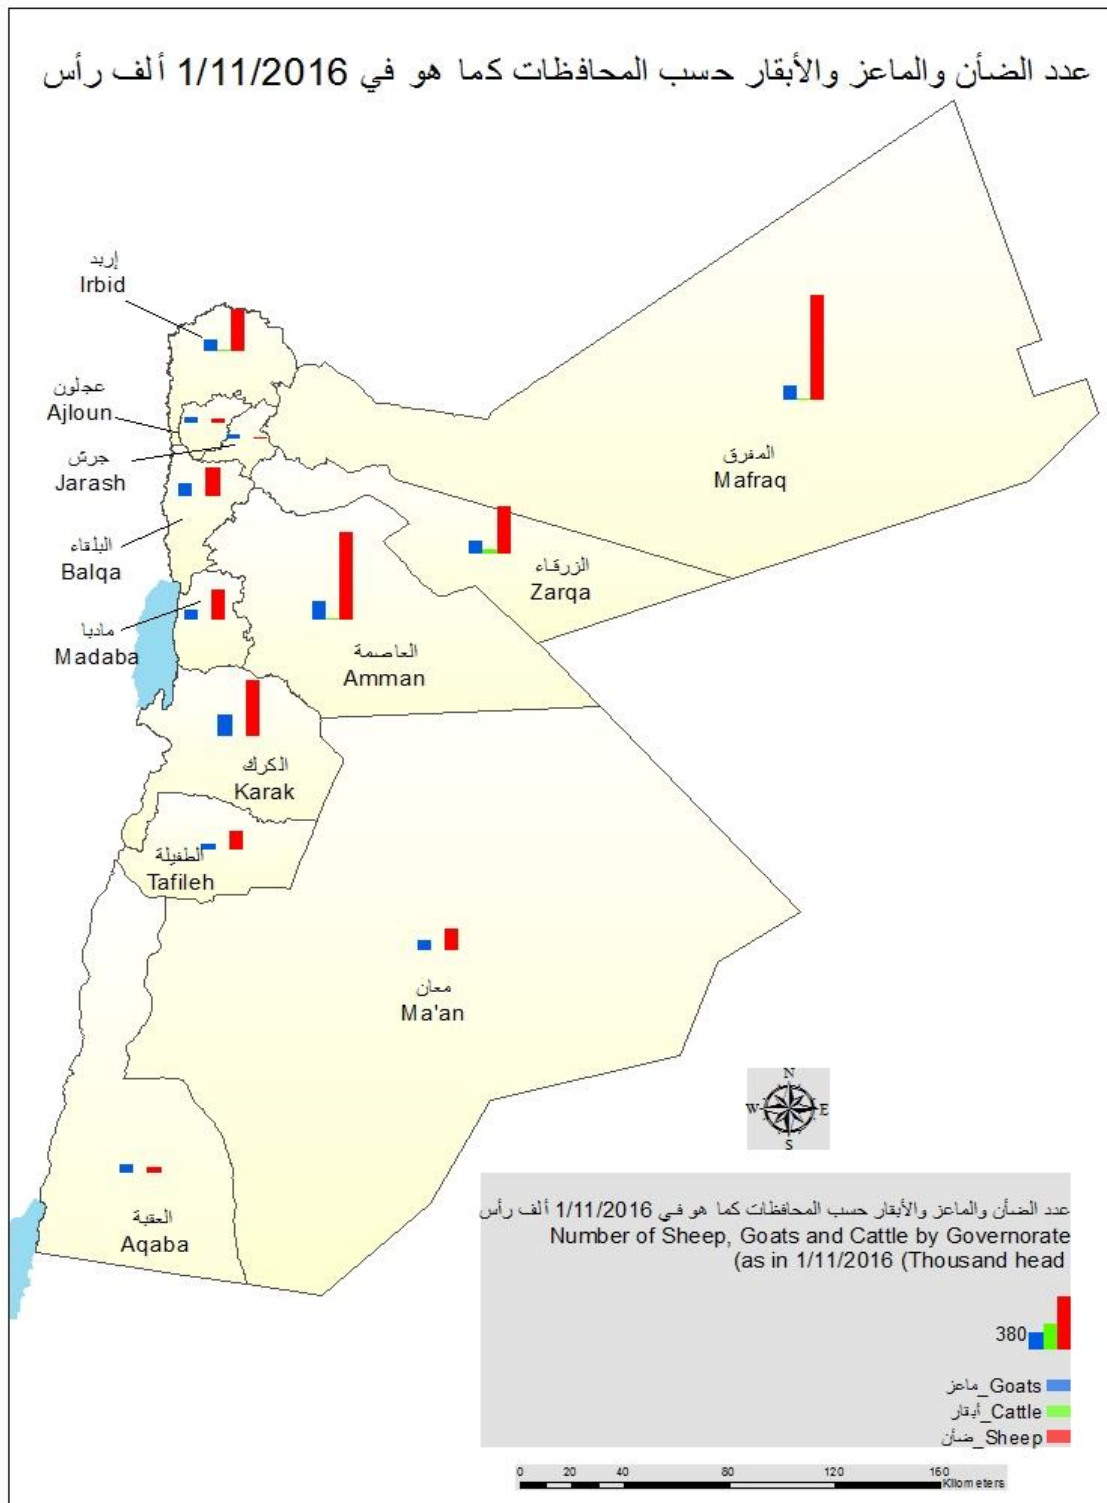 عدد الضأن والماعز والأبقار حسب المحافظات كما هو في 1/11/2016 ألف رأس
إربد
Irbid
عجلون
Ajloun
جرش
Jarash
المفرق
Mafraq
البلقاء
Balqa
الزرقاء
Zarqa
مادبا
Madaba
العاصمة
Amman
الكرك
Karak
الطفيلة
Tafileh
معان
Ma'an
العقبة
Aqaba
N
W E
S
عدد الضأن والماعز والأبقار حسب المحافظات كما هو في 1/11/2016 ألف رأس
Number of Sheep, Goats and Cattle by Governorate
(as in 1/11/2016 (Thousand head
380
ماعز_Goats
أبقار_Cattle
ضأن_Sheep
0 20 40 80 120 160
Kilometers